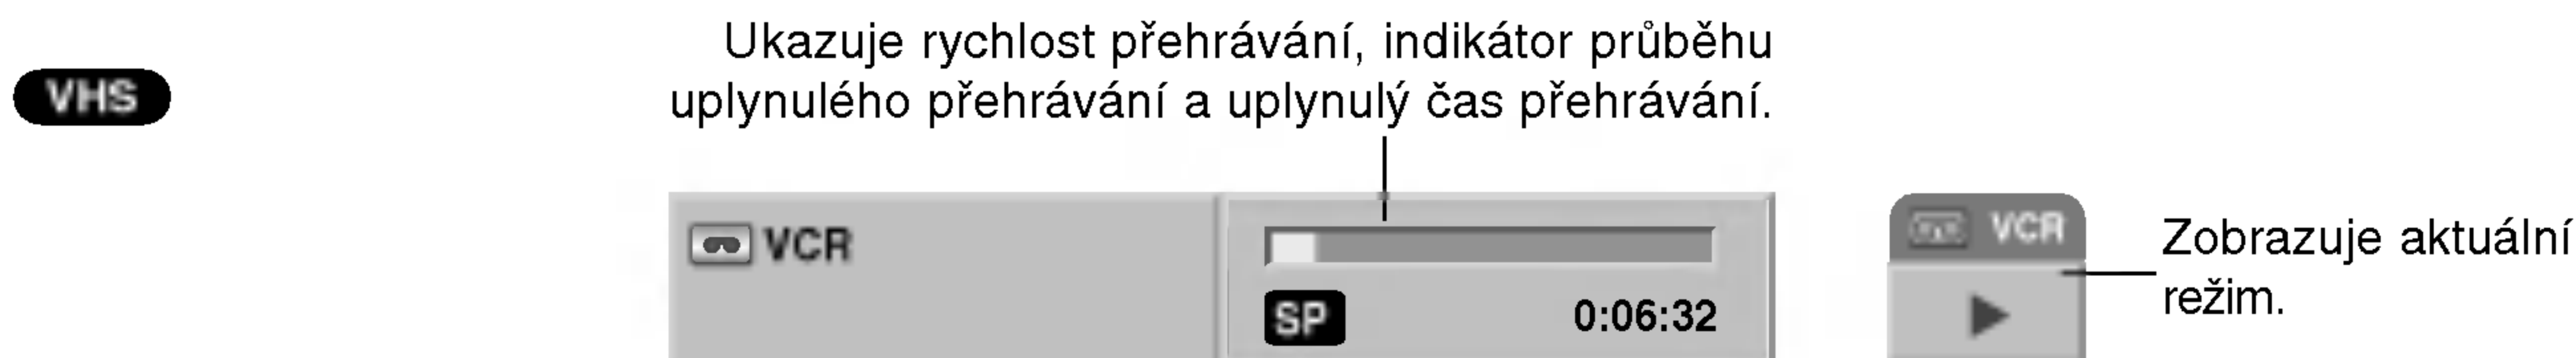 Ukazuje rychlost přehrávání, indikátor průběhu
uplynulého přehrávání a uplynulý čas přehrávání.
VHS
VCR
SP 0:06:32
VCR
Zobrazuje aktuální
režim.